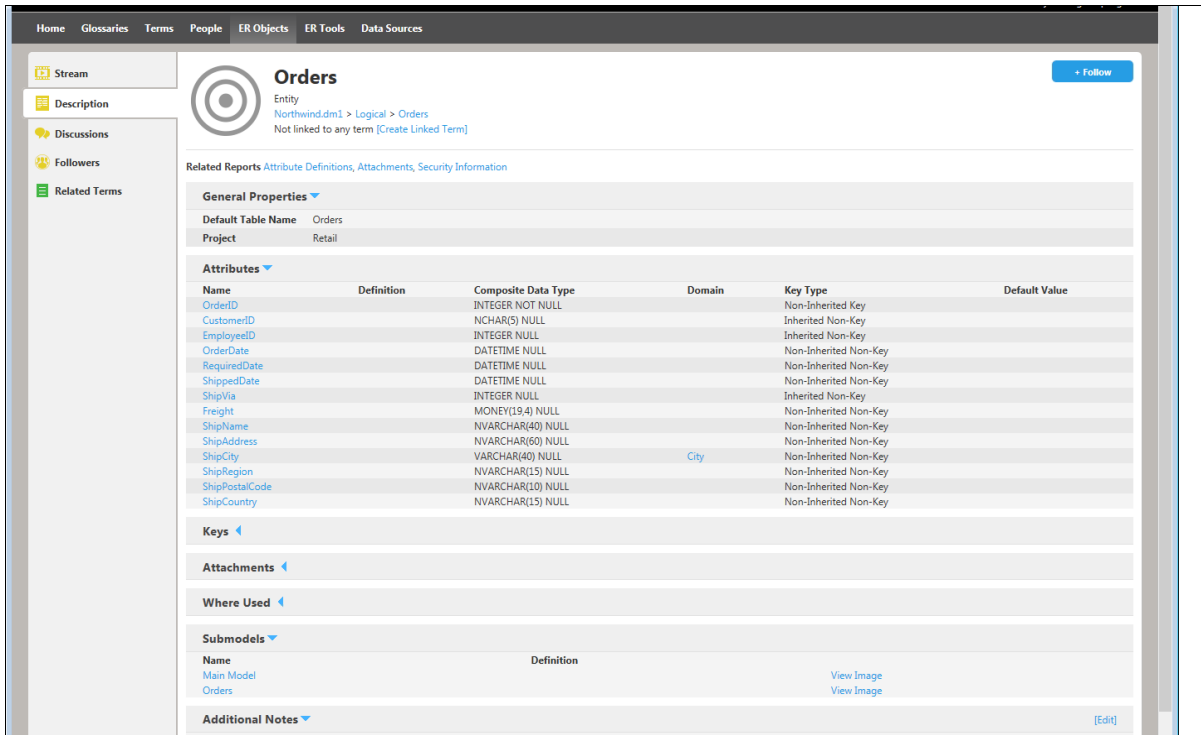 Home Glossaries Terms People ER Objects ER Tools Data Sources
Stream
Description
Discussions
Followers
Related Terms
Orders
Entity
Northwind.dm1 > Logical > Orders
Not linked to any term [Create Linked Term]
+ Follow
Related Reports Attribute Definitions, Attachments, Security Information
General Properties
Default Table Name Orders
Project Retail
Attributes
Name Definition Composite Data Type Domain Key Type Default Value
OrderID INTEGER NOT NULL Non-Inherited Key
CustomerID NCHAR(5) NULL Inherited Non-Key
EmployeeID INTEGER NULL Inherited Non-Key
OrderDate DATETIME NULL Non-Inherited Non-Key
RequiredDate DATETIME NULL Non-Inherited Non-Key
ShippedDate DATETIME NULL Non-Inherited Non-Key
ShipVia INTEGER NULL Inherited Non-Key
Freight MONEY(19,4) NULL Non-Inherited Non-Key
ShipName NVARCHAR(40) NULL Non-Inherited Non-Key
ShipAddress NVARCHAR(60) NULL Non-Inherited Non-Key
ShipCity VARCHAR(40) NULL City Non-Inherited Non-Key
ShipRegion NVARCHAR(15) NULL Non-Inherited Non-Key
ShipPostalCode NVARCHAR(10) NULL Non-Inherited Non-Key
ShipCountry NVARCHAR(15) NULL Non-Inherited Non-Key
Keys
Attachments
Where Used
Submodels
Name Definition
Main Model View Image
Orders View Image
Additional Notes [Edit]